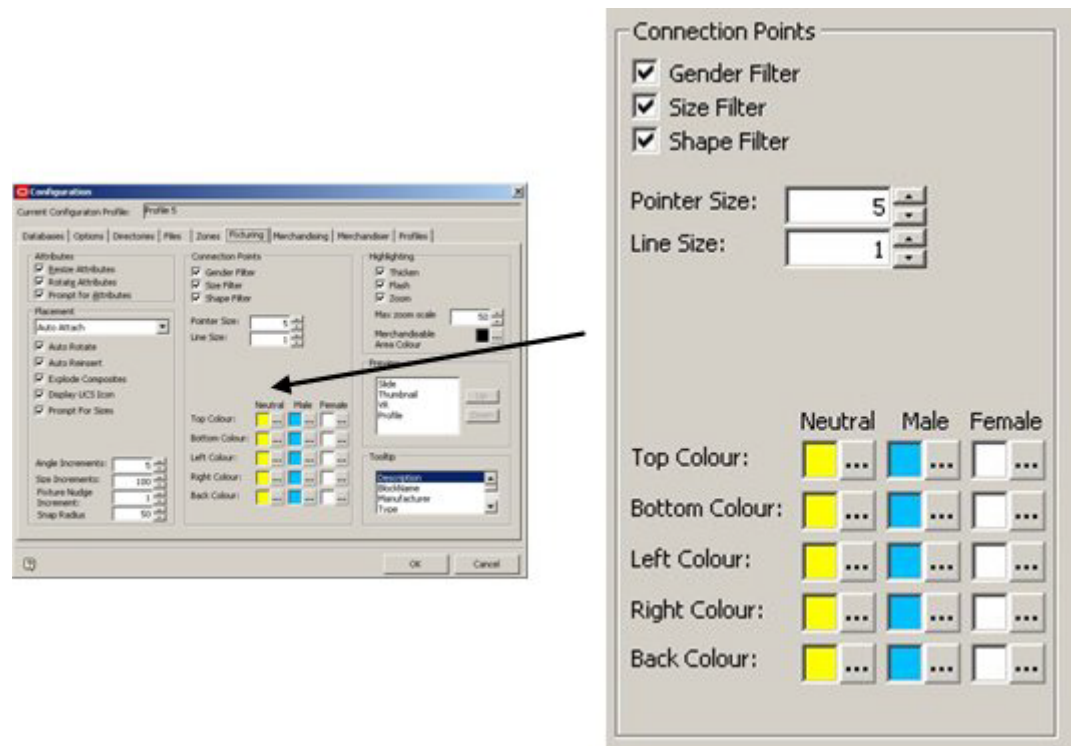 Configuration
Current Configuraton Profile: Profile 5
Databases Options Directories Files Zones Fixturing Merchandising Merchandiser Profiles
Attributes
Resize Attributes
Rotate Attributes
Prompt for Attributes
Placement
Auto Attach
Auto Rotate
Auto Reinsert
Explode Composites
Display UCS Icon
Prompt For Sizes
Angle Increments: 5
Size Increments: 100
Fixture Nudge
Increment: 1
Snap Radius 50
Connection Points
Gender Filter
Size Filter
Shape Filter
Pointer Size: 5
Line Size: 1
Neutral Male Female
Top Colour: ... ... ...
Bottom Colour: ... ... ...
Left Colour: ... ... ...
Right Colour: ... ... ...
Back Colour: ... ... ...
Highlighting
Thicken
Flash
Zoom
Max zoom scale 50
Merchandisable ...
Area Colour
Preview
Slide
Thumbnail
VR
Profile
Up
Down
Tooltip
Description
BlockName
Manufacturer
Type
OK Cancel
Connection Points
Gender Filter
Size Filter
Shape Filter
Pointer Size: 5
Line Size: 1
Neutral Male Female
Top Colour: ... ... ...
Bottom Colour: ... ... ...
Left Colour: ... ... ...
Right Colour: ... ... ...
Back Colour: ... ... ...